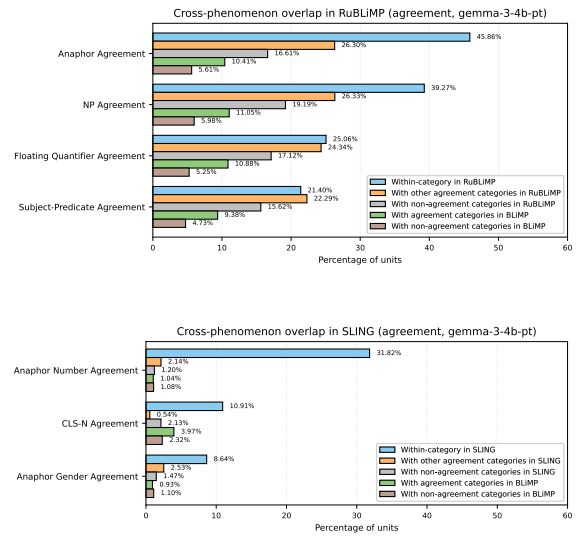 Cross-phenomenon overlap in RuBLiMP (agreement, gemma-3-4b-pt)
Anaphor Agreement
45.86%
26.30%
16.61%
10.41%
5.61%
NP Agreement
39.27%
26.33%
19.19%
11.05%
5.98%
Floating Quantifier Agreement
25.06%
24.34%
17.12%
10.88%
5.25%
Subject-Predicate Agreement
21.40%
22.29%
15.62%
9.38%
4.73%
Within-category in RuBLiMP
With other agreement categories in RuBLiMP
With non-agreement categories in RuBLiMP
With agreement categories in BLiMP
With non-agreement categories in BLiMP
0 10 20 30 40 50 60
Percentage of units
Cross-phenomenon overlap in SLING (agreement, gemma-3-4b-pt)
Anaphor Number Agreement
31.82%
2.14%
1.20%
1.04%
1.08%
CLS-N Agreement
10.91%
0.54%
2.13%
3.97%
2.32%
Anaphor Gender Agreement
8.64%
2.53%
1.47%
0.93%
1.10%
Within-category in SLING
With other agreement categories in SLING
With non-agreement categories in SLING
With agreement categories in BLiMP
With non-agreement categories in BLiMP
0 10 20 30 40 50 60
Percentage of units